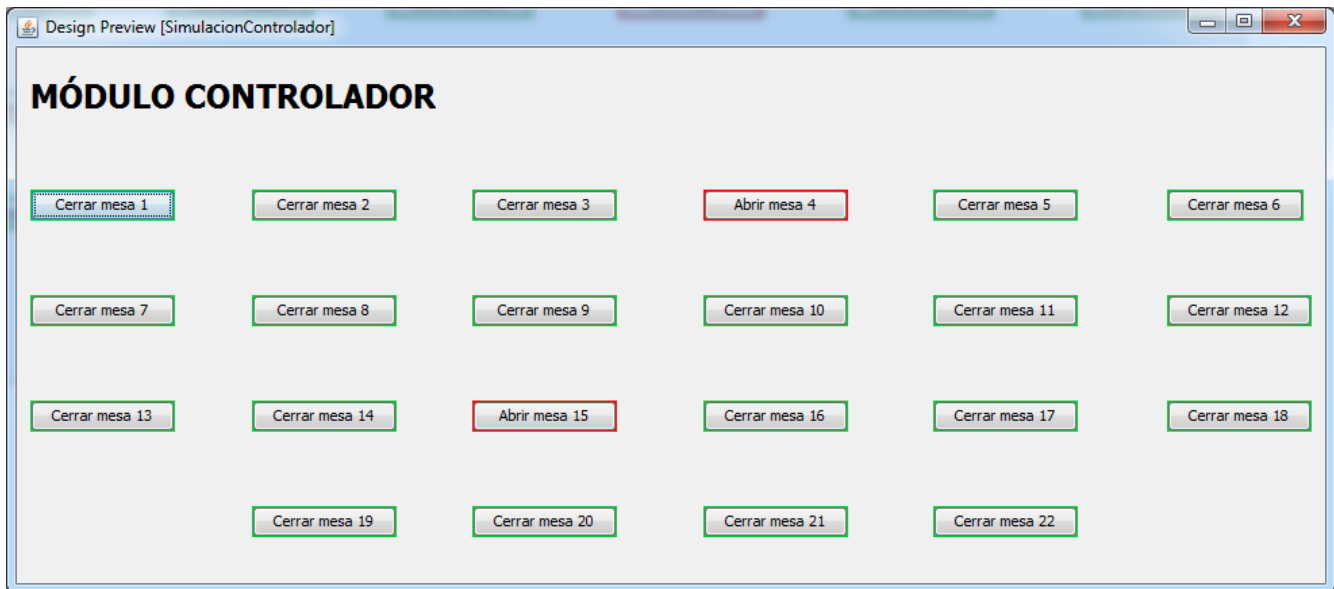 Design Preview [SimulacionControlador]
MÓDULO CONTROLADOR
Cerrar mesa 1 Cerrar mesa 2 Cerrar mesa 3 Abrir mesa 4 Cerrar mesa 5 Cerrar mesa 6
Cerrar mesa 7 Cerrar mesa 8 Cerrar mesa 9 Cerrar mesa 10 Cerrar mesa 11 Cerrar mesa 12
Cerrar mesa 13 Cerrar mesa 14 Abrir mesa 15 Cerrar mesa 16 Cerrar mesa 17 Cerrar mesa 18
Cerrar mesa 19 Cerrar mesa 20 Cerrar mesa 21 Cerrar mesa 22